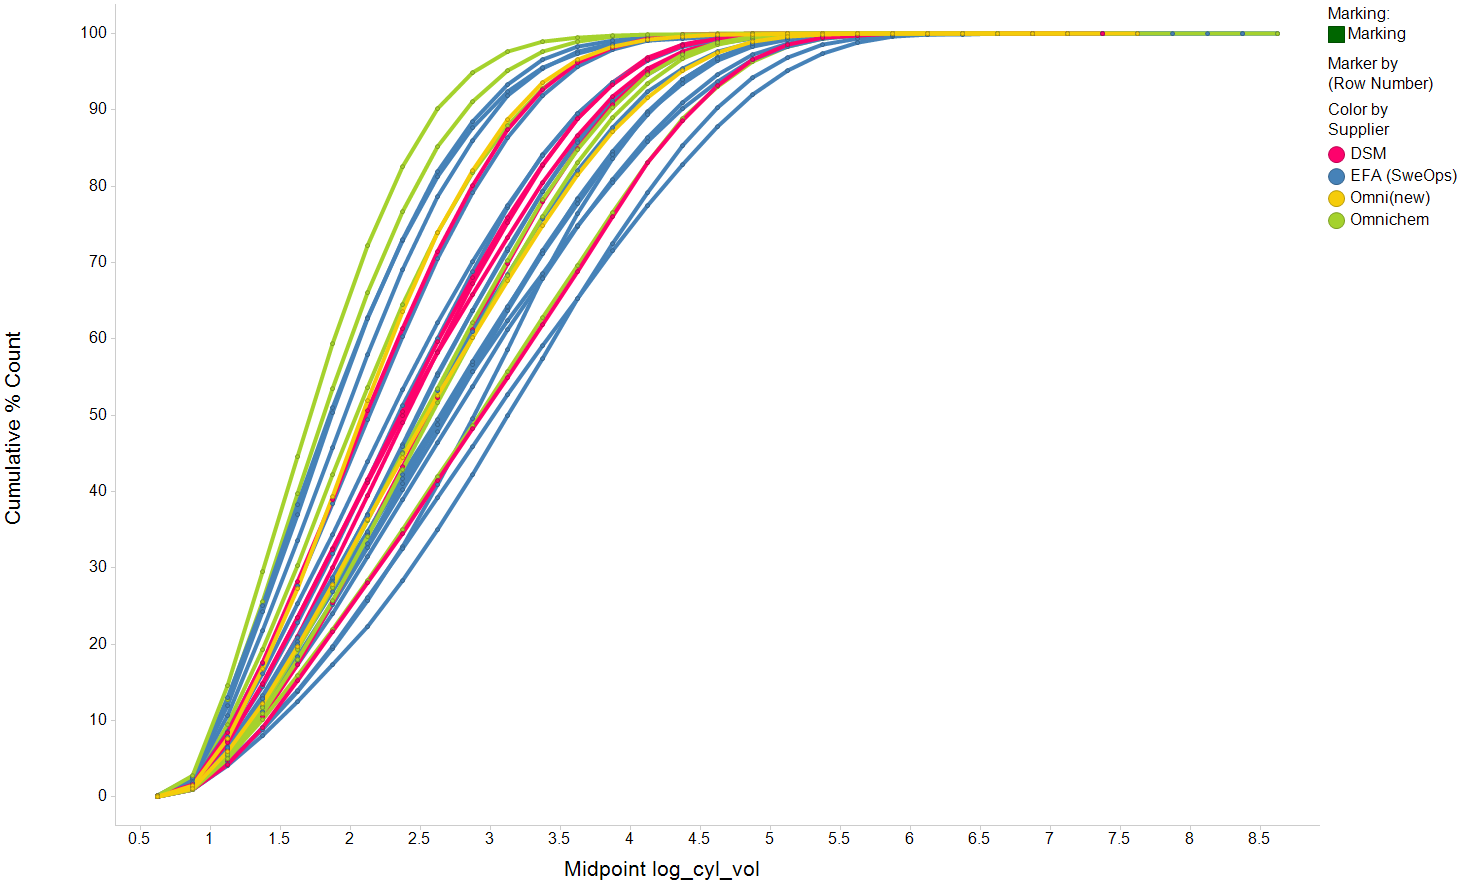 Marking:
Marking
Marker by
(Row Number)
Color by
Supplier
DSM
EFA (SweOps)
Omni(new)
Omnichem
Cumulative % Count
100
90
80
70
60
50
40
30
20
10
0
0.5 1 1.5 2 2.5 3 3.5 4 4.5 5 5.5 6 6.5 7 7.5 8 8.5
Midpoint log_cyl_vol